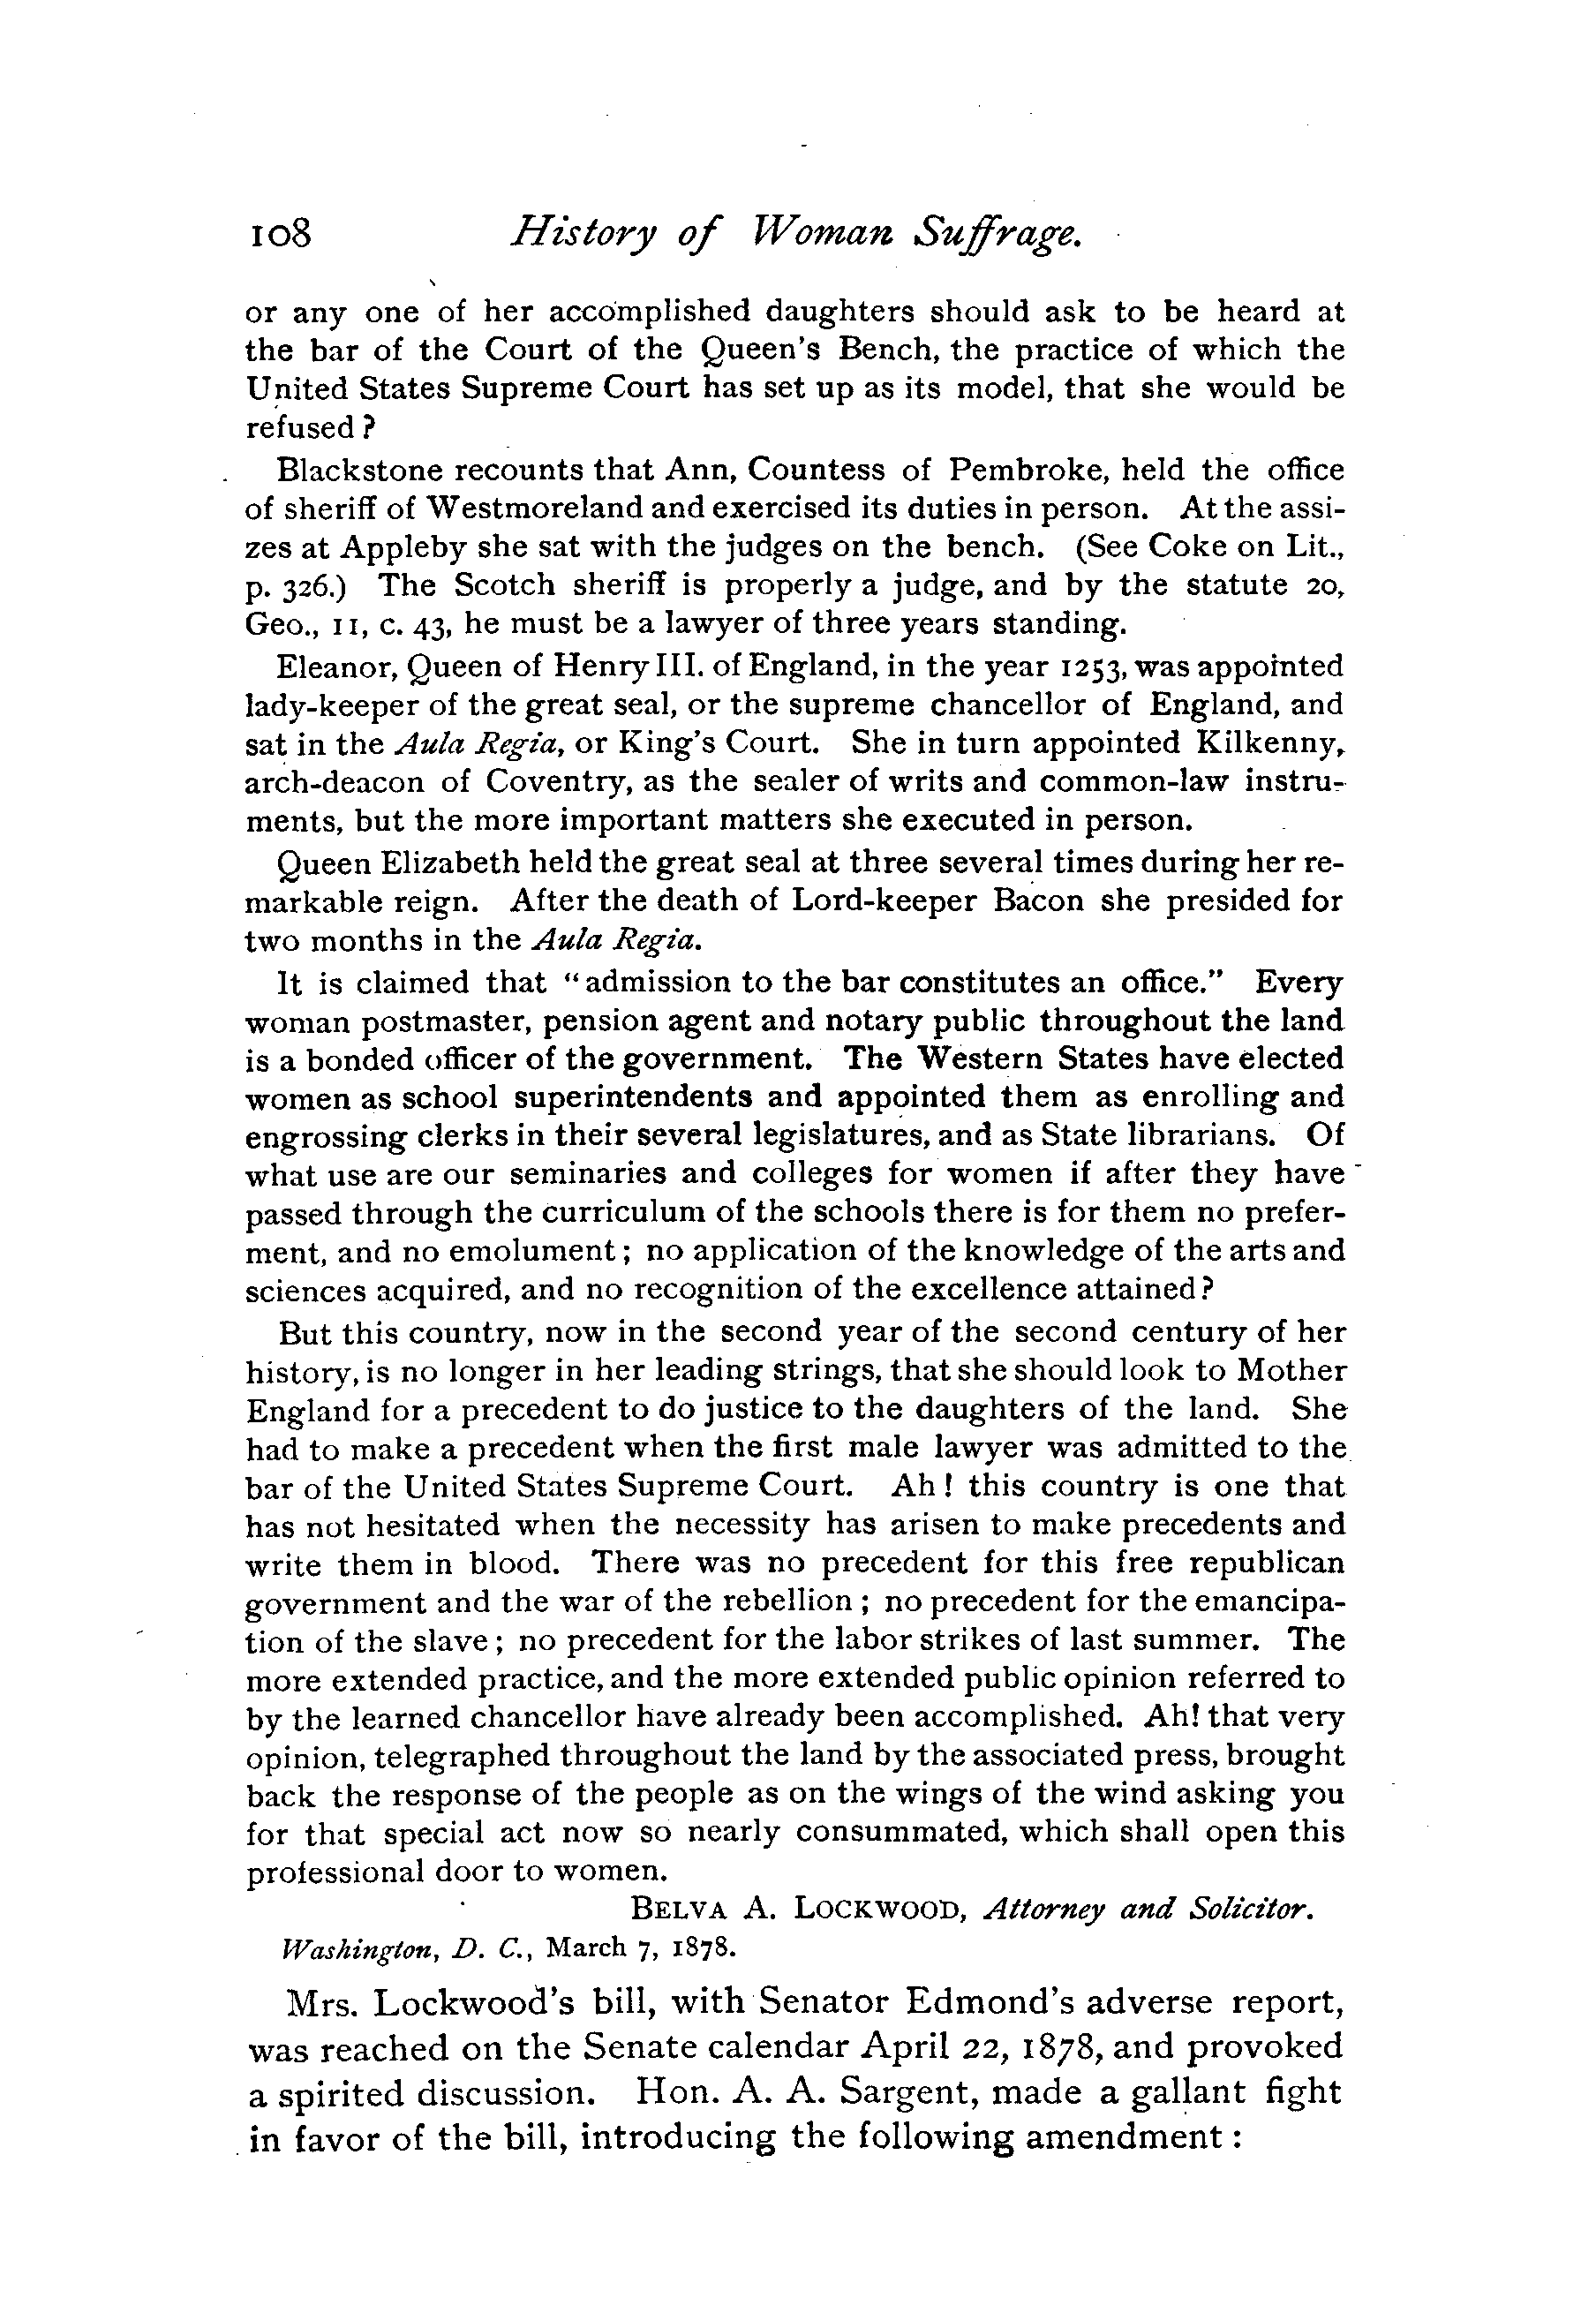 108 History of Woman Suffrage.
or any one of her accomplished daughters should ask to be heard at
the bar of the Court of the Queen's Bench, the practice of which the
United States Supreme Court has set up as its model, that she would be
refused?
Blackstone recounts that Ann, Countess of Pembroke, held the office
of sheriff of Westmoreland and exercised its duties in person. At the assi-
zes at Appleby she sat with the judges on the bench. (See Coke on Lit.,
p. 326.) The Scotch sheriff is properly a judge, and by the statute 20,
Geo., 11, c. 43, he must be a lawyer of three years standing.
Eleanor, Queen of Henry III. of England, in the year 1253, was appointed
lady-keeper of the great seal, or the supreme chancellor of England, and
sat in the Aula Regia, or King's Court. She in turn appointed Kilkenny,
arch-deacon of Coventry, as the sealer of writs and common-law instru-
ments, but the more important matters she executed in person.
Queen Elizabeth held the great seal at three several times during her re-
markable reign. After the death of Lord-keeper Bacon she presided for
two months in the Aula Regia.
It is claimed that "admission to the bar constitutes an office." Every
woman postmaster, pension agent and notary public throughout the land
is a bonded officer of the government. The Western States have elected
women as school superintendents and appointed them as enrolling and
engrossing clerks in their several legislatures, and as State librarians. Of
what use are our seminaries and colleges for women if after they have
passed through the curriculum of the schools there is for them no prefer-
ment, and no emolument; no application of the knowledge of the arts and
sciences acquired, and no recognition of the excellence attained?
But this country, now in the second year of the second century of her
history, is no longer in her leading strings, that she should look to Mother
England for a precedent to do justice to the daughters of the land. She
had to make a precedent when the first male lawyer was admitted to the
bar of the United States Supreme Court. Ah! this country is one that
has not hesitated when the necessity has arisen to make precedents and
write them in blood. There was no precedent for this free republican
government and the war of the rebellion; no precedent for the emancipa-
tion of the slave; no precedent for the labor strikes of last summer. The
more extended practice, and the more extended public opinion referred to
by the learned chancellor have already been accomplished. Ah! that very
opinion, telegraphed throughout the land by the associated press, brought
back the response of the people as on the wings of the wind asking you
for that special act now so nearly consummated, which shall open this
professional door to women.
BELVA A. LOCKWOOD, Attorney and Solicitor.
Washington, D. C., March 7, 1878.
Mrs. Lockwood's bill, with Senator Edmond's adverse report,
was reached on the Senate calendar April 22, 1878, and provoked
a spirited discussion. Hon. A. A. Sargent, made a gallant fight
in favor of the bill, introducing the following amendment: